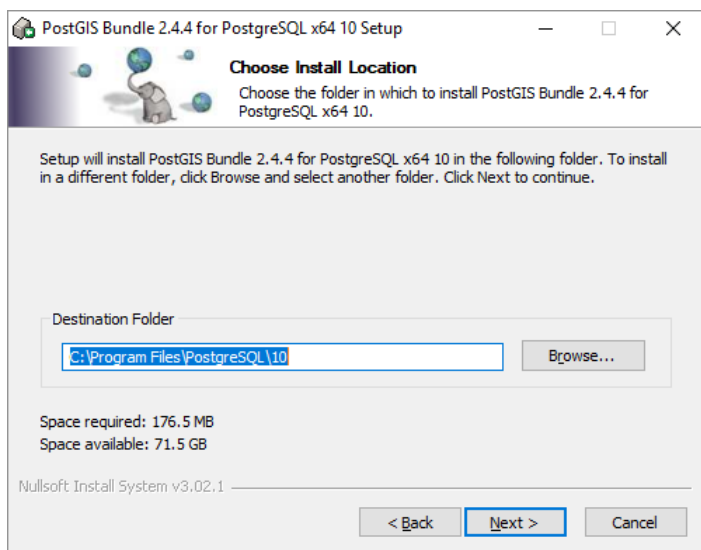 PostGIS Bundle 2.4.4 for PostgreSQL x64 10 Setup
Choose Install Location
Choose the folder in which to install PostGIS Bundle 2.4.4 for
PostgreSQL x64 10.
Setup will install PostGIS Bundle 2.4.4 for PostgreSQL x64 10 in the following folder. To install
in a different folder, click Browse and select another folder. Click Next to continue.
Destination Folder
C:\Program Files\PostgreSQL\10
Browse...
Space required: 176.5 MB
Space available: 71.5 GB
Nullsoft Install System v3.02.1
< Back
Next >
Cancel